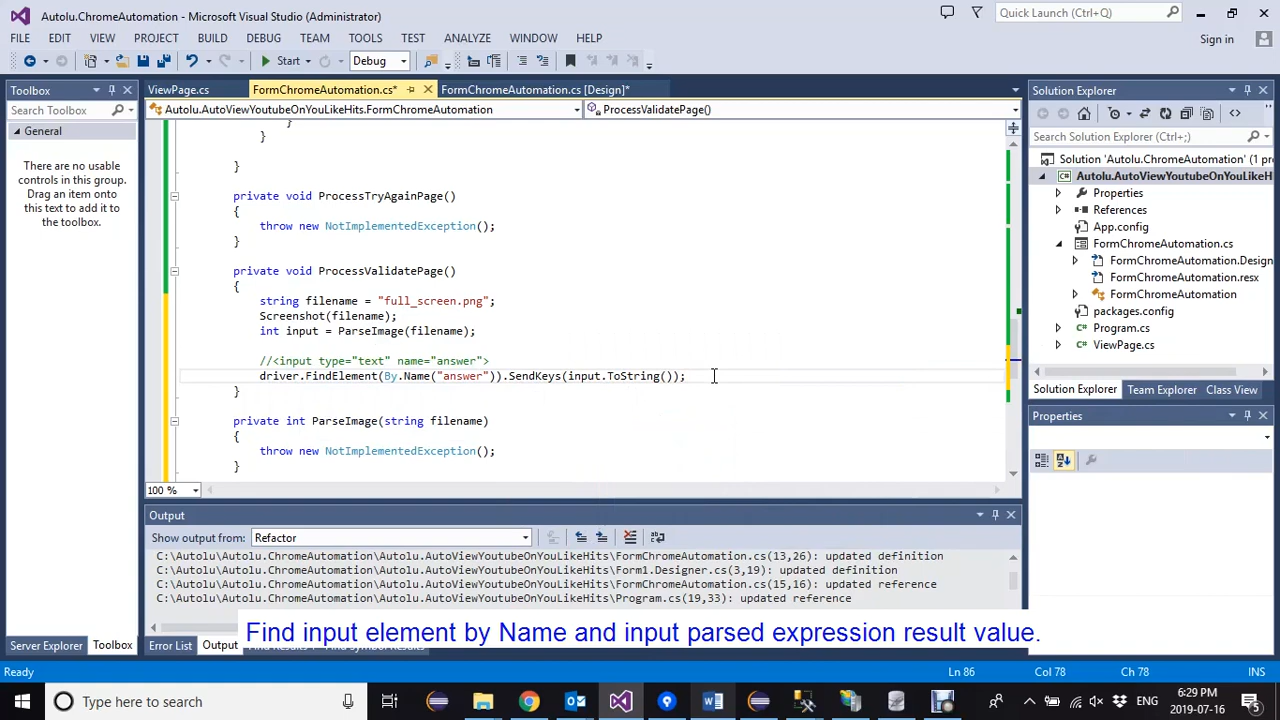 Autolu.ChromeAutomation - Microsoft Visual Studio (Administrator)
Quick Launch (Ctrl+Q)
FILE EDIT VIEW PROJECT BUILD DEBUG TEAM TOOLS TEST ANALYZE WINDOW HELP
Sign in
Start Debug
Toolbox
Search Toolbox
General
There are no usable
controls in this group.
Drag an item onto
this text to add it to
the toolbox.
Server Explorer Toolbox
ViewPage.cs FormChromeAutomation.cs* FormChromeAutomation.cs [Design]*
Autolu.AutoViewYoutubeOnYouLikeHits.FormChromeAutomation ProcessValidatePage()
}
}
}
private void ProcessTryAgainPage()
{
throw new NotImplementedException();
}
private void ProcessValidatePage()
{
string filename = "full_screen.png";
Screenshot(filename);
int input = ParseImage(filename);
//<input type="text" name="answer">
driver.FindElement(By.Name("answer")).SendKeys(input.ToString());
}
private int ParseImage(string filename)
{
throw new NotImplementedException();
}
100 %
Output
Show output from: Refactor
C:\Autolu\Autolu.ChromeAutomation\Autolu.AutoViewYoutubeOnYouLikeHits\FormChromeAutomation.cs(13,26): updated definition
C:\Autolu\Autolu.ChromeAutomation\Autolu.AutoViewYoutubeOnYouLikeHits\Form1.Designer.cs(3,19): updated definition
C:\Autolu\Autolu.ChromeAutomation\Autolu.AutoViewYoutubeOnYouLikeHits\FormChromeAutomation.cs(15,16): updated reference
C:\Autolu\Autolu.ChromeAutomation\Autolu.AutoViewYoutubeOnYouLikeHits\Program.cs(19,33): updated reference
Error List Output
Find input element by Name and input parsed expression result value.
Solution Explorer
Search Solution Explorer (Ctrl+;)
Solution 'Autolu.ChromeAutomation' (1 pro
Autolu.AutoViewYoutubeOnYouLikeH
Properties
References
App.config
FormChromeAutomation.cs
FormChromeAutomation.Design
FormChromeAutomation.resx
FormChromeAutomation
packages.config
Program.cs
ViewPage.cs
Solution Explorer Team Explorer Class View
Properties
Ready Ln 86 Col 78 Ch 78 INS
Type here to search
ENG
6:29 PM
2019-07-16
5